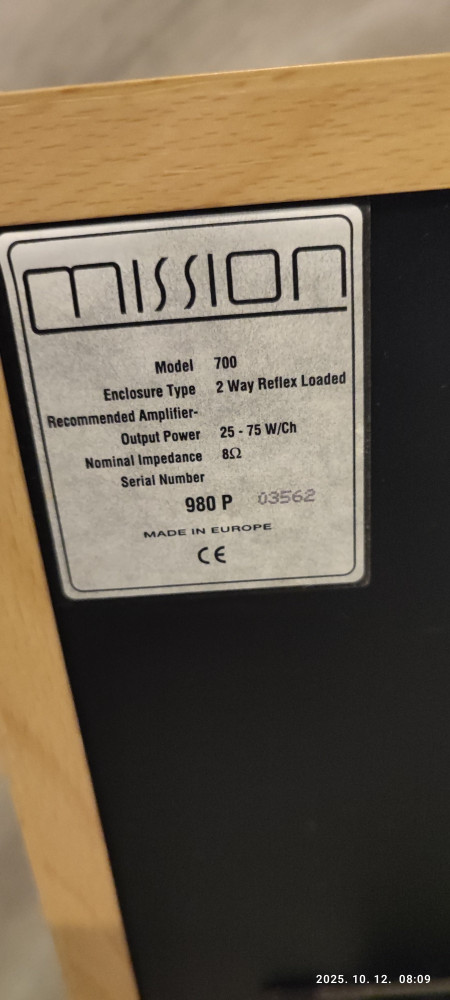 mission
Model 700
Enclosure Type 2 Way Reflex Loaded
Recommended Amplifier-
Output Power 25 - 75 W/Ch
Nominal Impedance 8Ω
Serial Number
980 P 03562
MADE IN EUROPE
CE
2025. 10. 12. 08:09